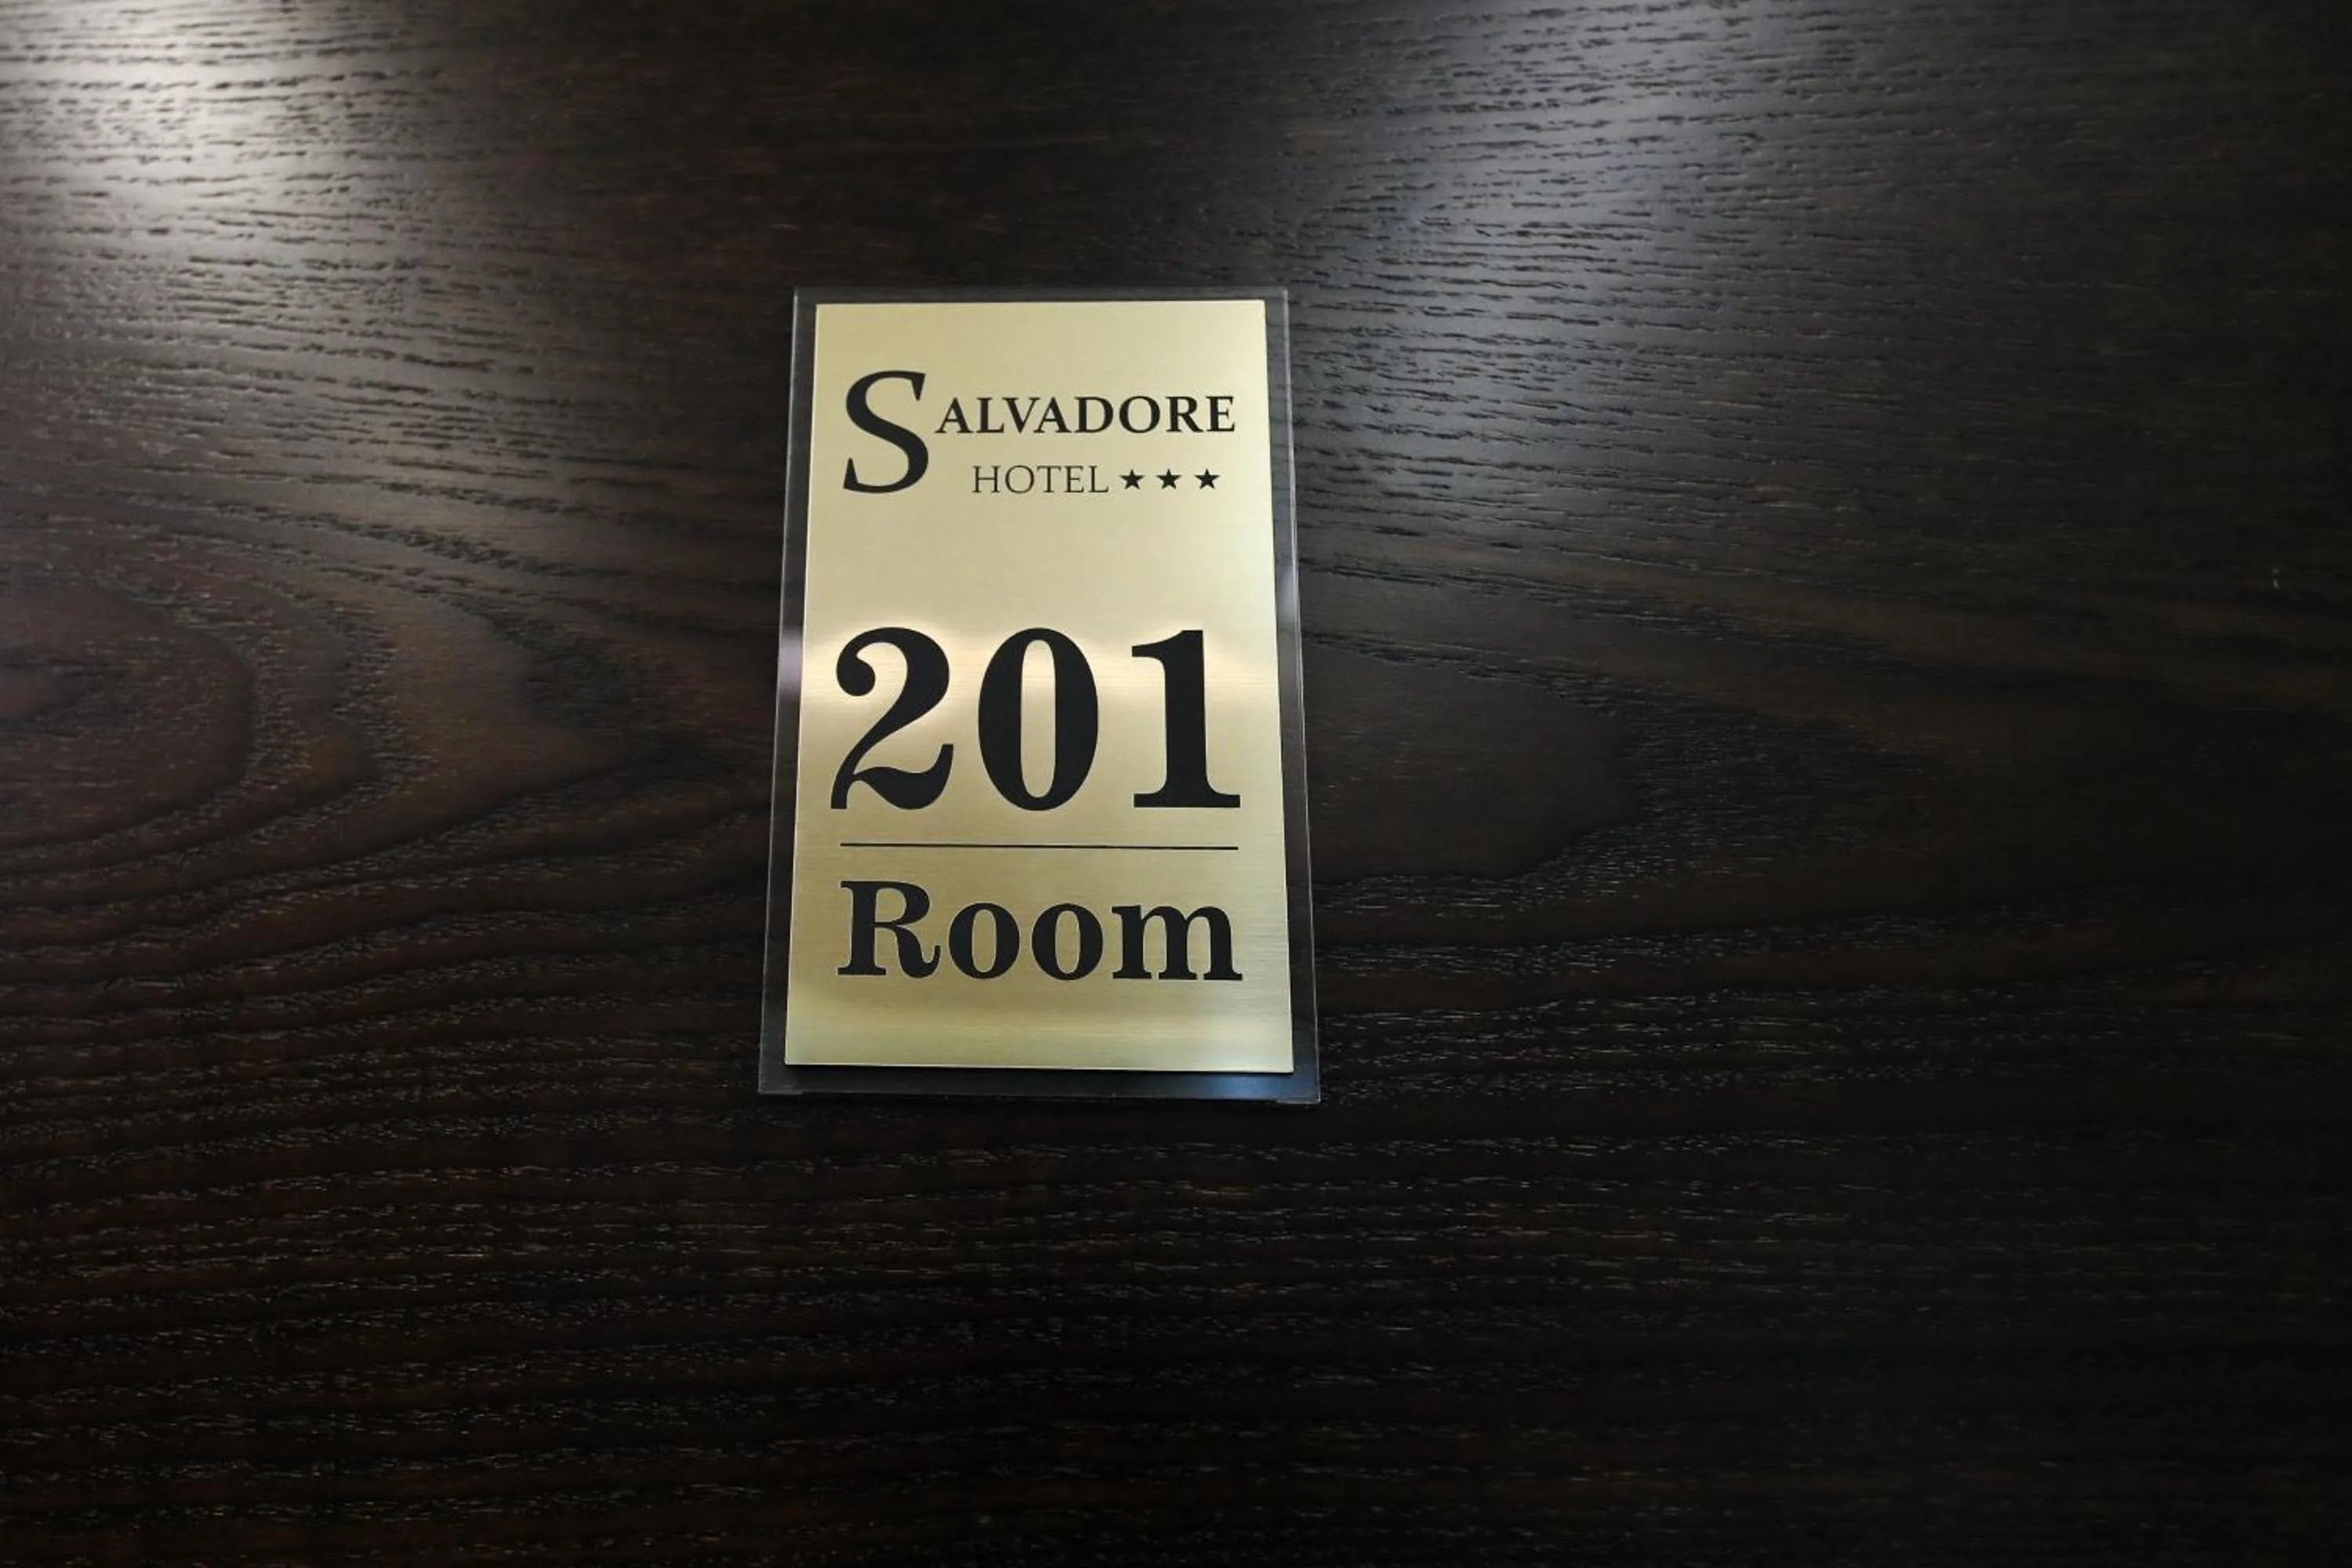 SALVADORE
HOTEL ★ ★ ★
201
Room